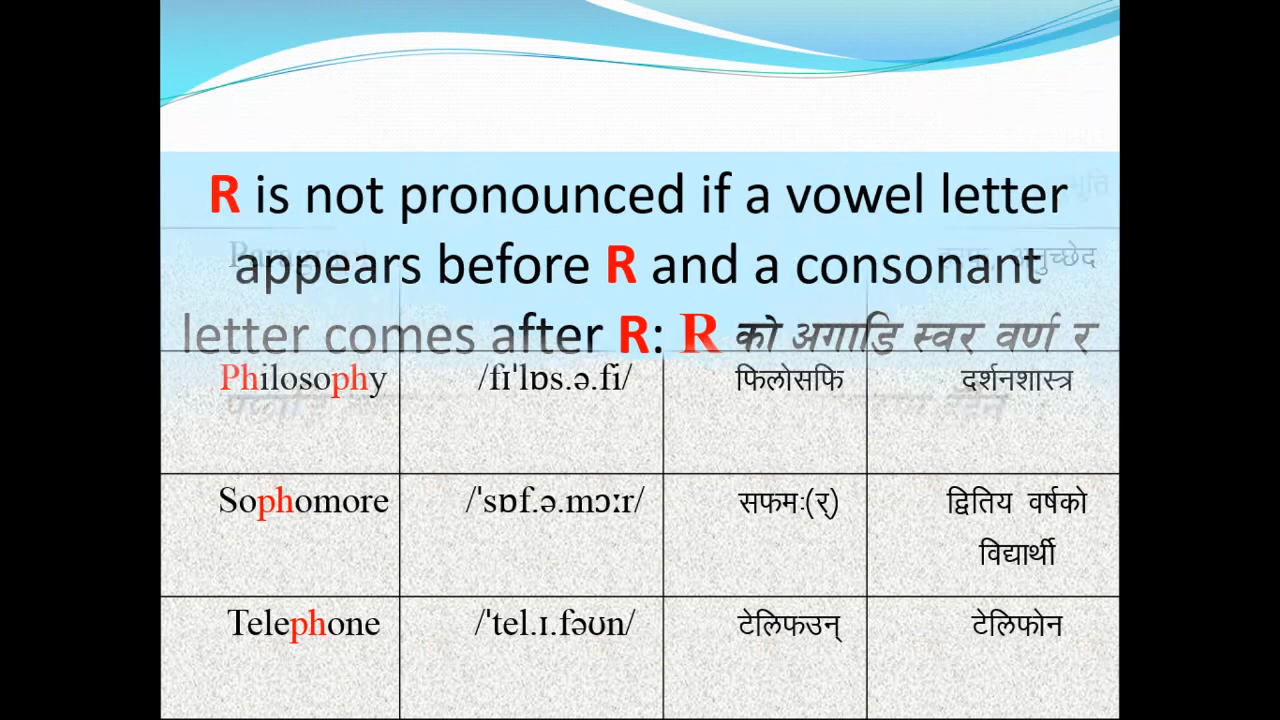 R is not pronounced if a vowel letter
appears before R and a consonant
letter comes after R: R को अगाडि स्वर वर्ण र
अनुच्छेद
Philosophy /fɪˈlɒs.ə.fi/ फिलोसफि दर्शनशास्त्र
Sophomore /ˈsɒf.ə.mɔːr/ सफमः(र्) द्वितिय वर्षको
विद्यार्थी
Telephone /ˈtel.ɪ.fəʊn/ टेलिफउन् टेलिफोन